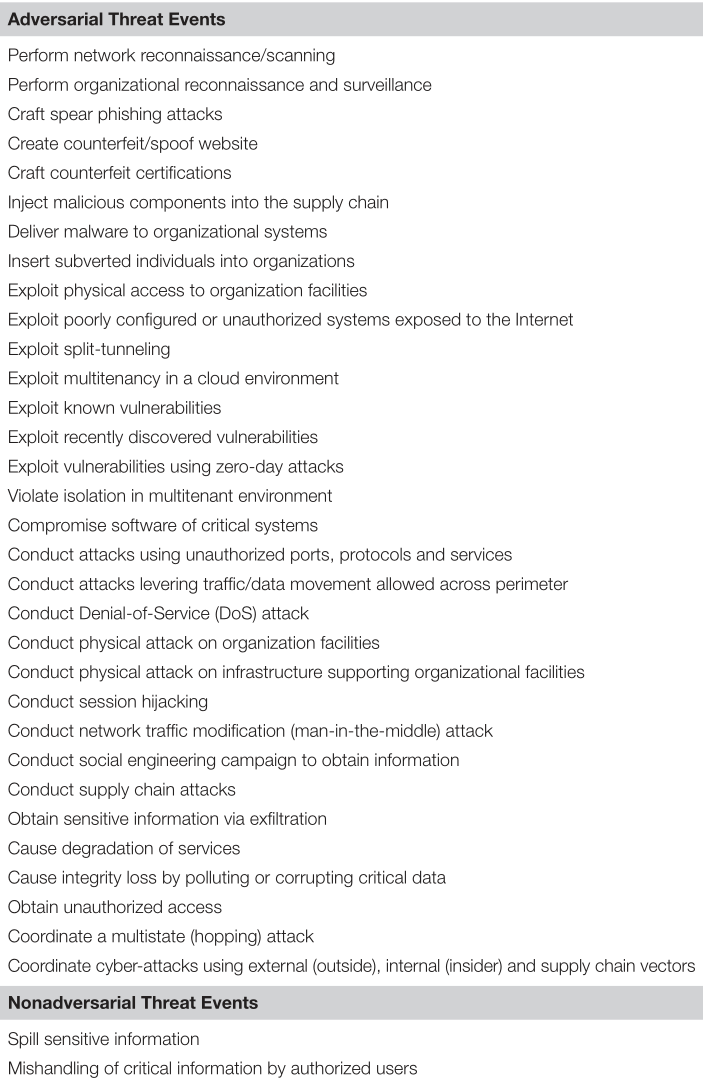 Adversarial Threat Events
Perform network reconnaissance/scanning
Perform organizational reconnaissance and surveillance
Craft spear phishing attacks
Create counterfeit/spoof website
Craft counterfeit certifications
Inject malicious components into the supply chain
Deliver malware to organizational systems
Insert subverted individuals into organizations
Exploit physical access to organization facilities
Exploit poorly configured or unauthorized systems exposed to the Internet
Exploit split-tunneling
Exploit multitenancy in a cloud environment
Exploit known vulnerabilities
Exploit recently discovered vulnerabilities
Exploit vulnerabilities using zero-day attacks
Violate isolation in multitenant environment
Compromise software of critical systems
Conduct attacks using unauthorized ports, protocols and services
Conduct attacks levering traffic/data movement allowed across perimeter
Conduct Denial-of-Service (DoS) attack
Conduct physical attack on organization facilities
Conduct physical attack on infrastructure supporting organizational facilities
Conduct session hijacking
Conduct network traffic modification (man-in-the-middle) attack
Conduct social engineering campaign to obtain information
Conduct supply chain attacks
Obtain sensitive information via exfiltration
Cause degradation of services
Cause integrity loss by polluting or corrupting critical data
Obtain unauthorized access
Coordinate a multistate (hopping) attack
Coordinate cyber-attacks using external (outside), internal (insider) and supply chain vectors
Nonadversarial Threat Events
Spill sensitive information
Mishandling of critical information by authorized users